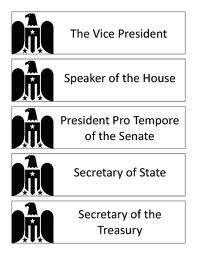 The Vice President
Speaker of the House
President Pro Tempore
of the Senate
Secretary of State
Secretary of the
Treasury